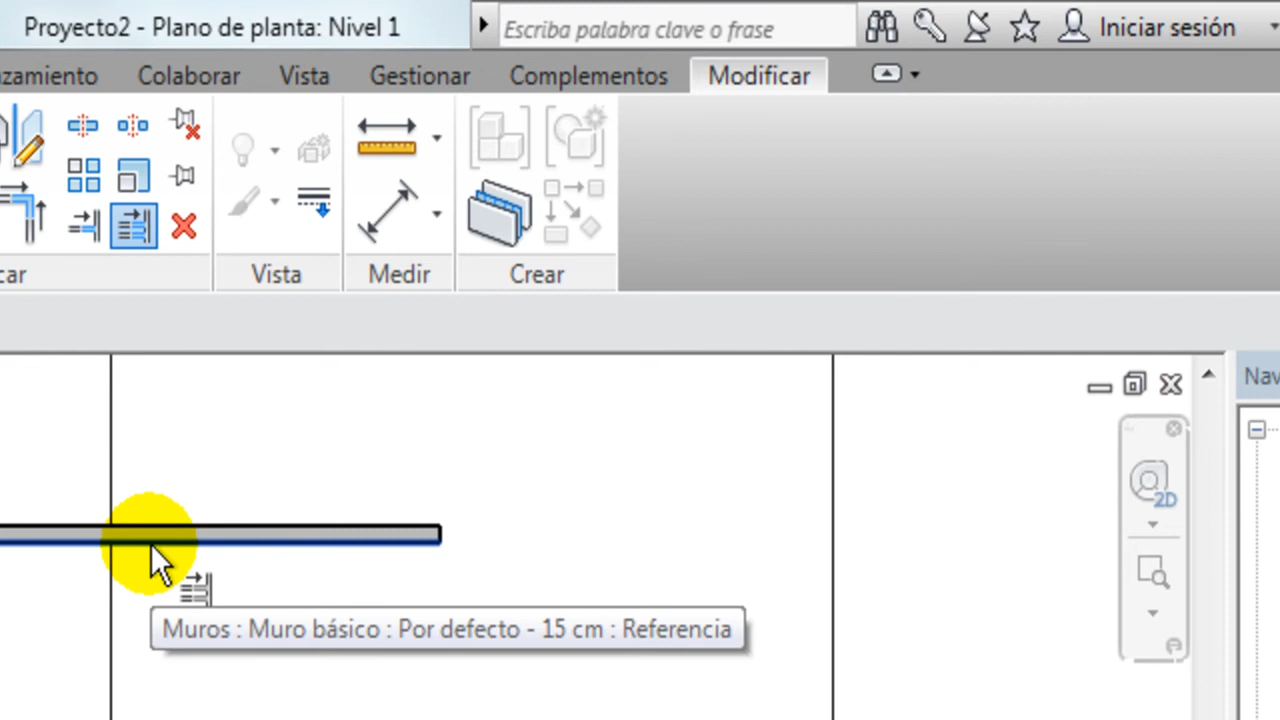 Proyecto2 - Plano de planta: Nivel 1
Escriba palabra clave o frase
Iniciar sesión
zamiento Colaborar Vista Gestionar Complementos Modificar
car Vista Medir Crear
Nav
2D
Muros : Muro básico : Por defecto - 15 cm : Referencia